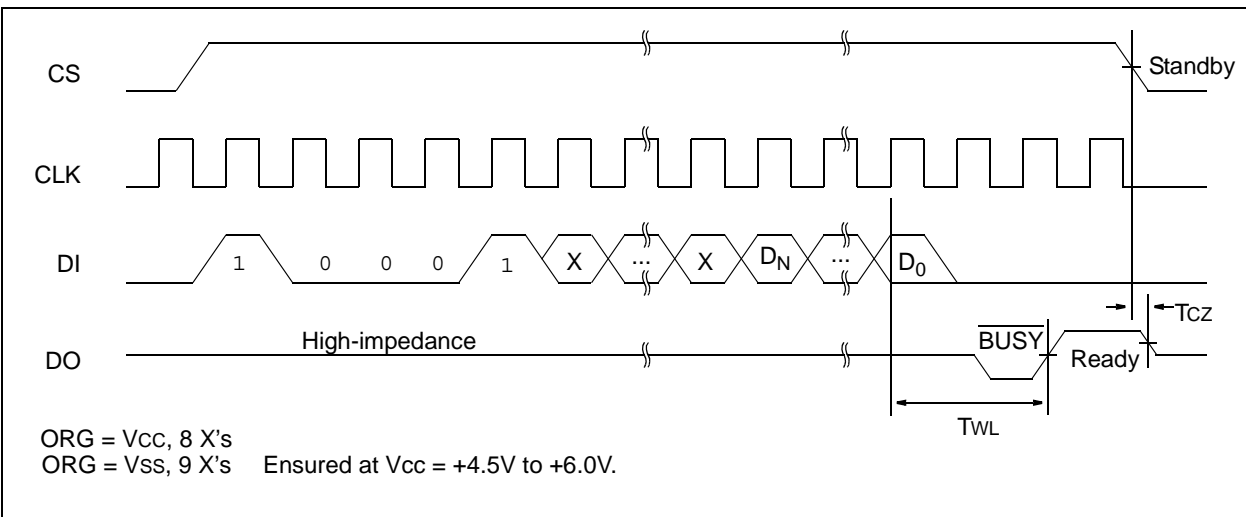 CS
Standby
CLK
DI
1 0 0 0 1 X ... X DN ... D0
TCZ
High-impedance
BUSY
DO
Ready
TWL
ORG = VCC, 8 X's
ORG = VSS, 9 X's Ensured at Vcc = +4.5V to +6.0V.